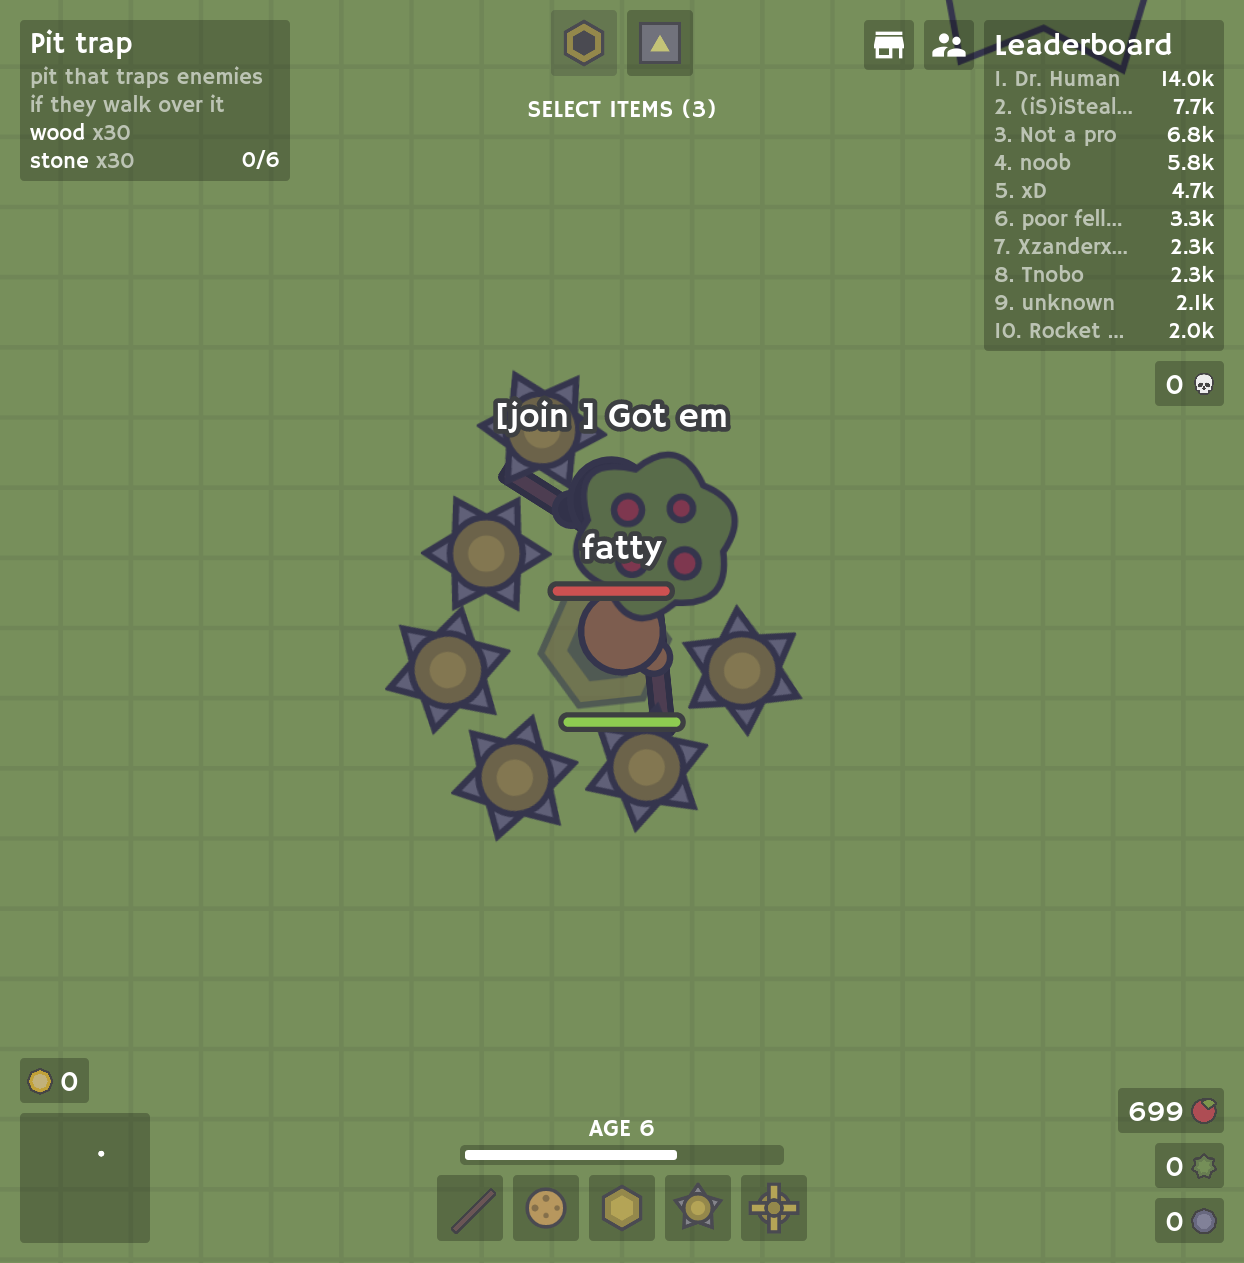 Pit trap
pit that traps enemies
if they walk over it
wood x30
stone x30 0/6
SELECT ITEMS (3)
Leaderboard
1. Dr. Human 14.0k
2. (iS)iSteal... 7.7k
3. Not a pro 6.8k
4. noob 5.8k
5. xD 4.7k
6. poor fell... 3.3k
7. Xzanderx... 2.3k
8. Tnobo 2.3k
9. unknown 2.1k
10. Rocket ... 2.0k
0
[join ] Got em
fatty
0
AGE 6
699
0
0